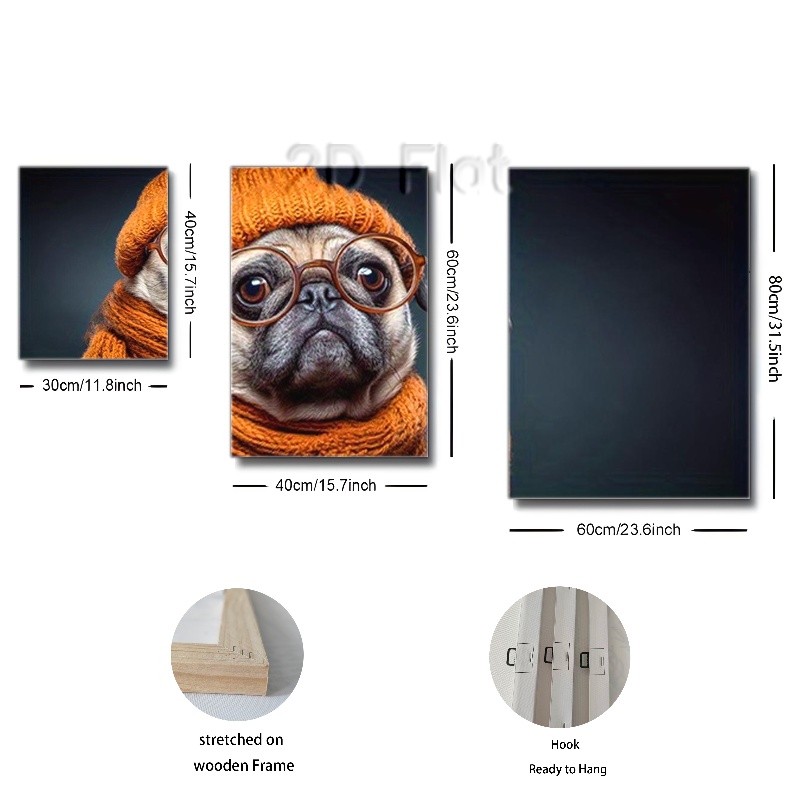 2D Flat
40cm/15.7inch
30cm/11.8inch
60cm/23.6inch
40cm/15.7inch
80cm/31.5inch
60cm/23.6inch
stretched on
wooden Frame
Hook
Ready to Hang